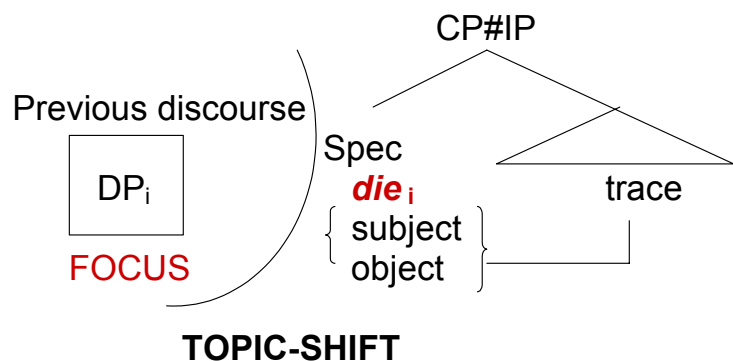 CP#IP
Previous discourse
Spec
DPi
diei
trace
subject
FOCUS
object
TOPIC-SHIFT